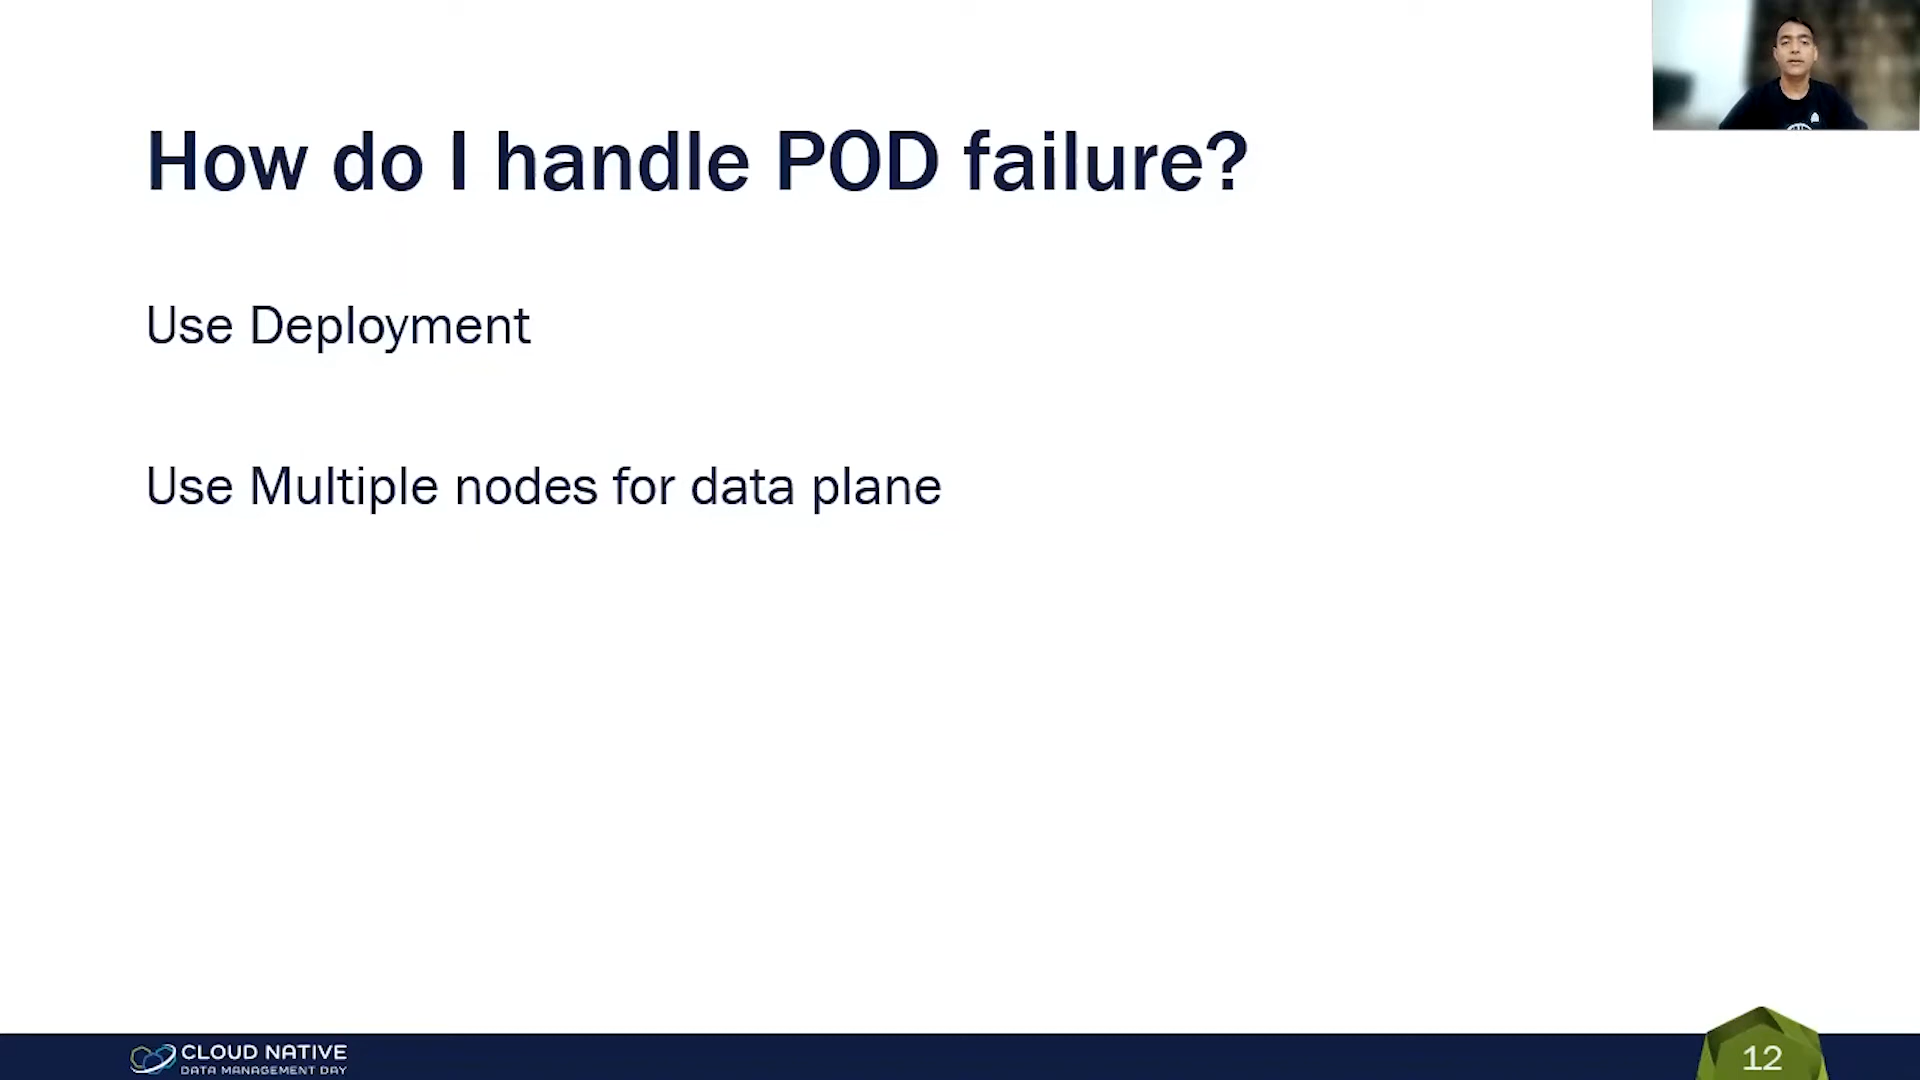 How do I handle POD failure?
Use Deployment
Use Multiple nodes for data plane
CLOUD NATIVE
DATA MANAGEMENT DAY
12